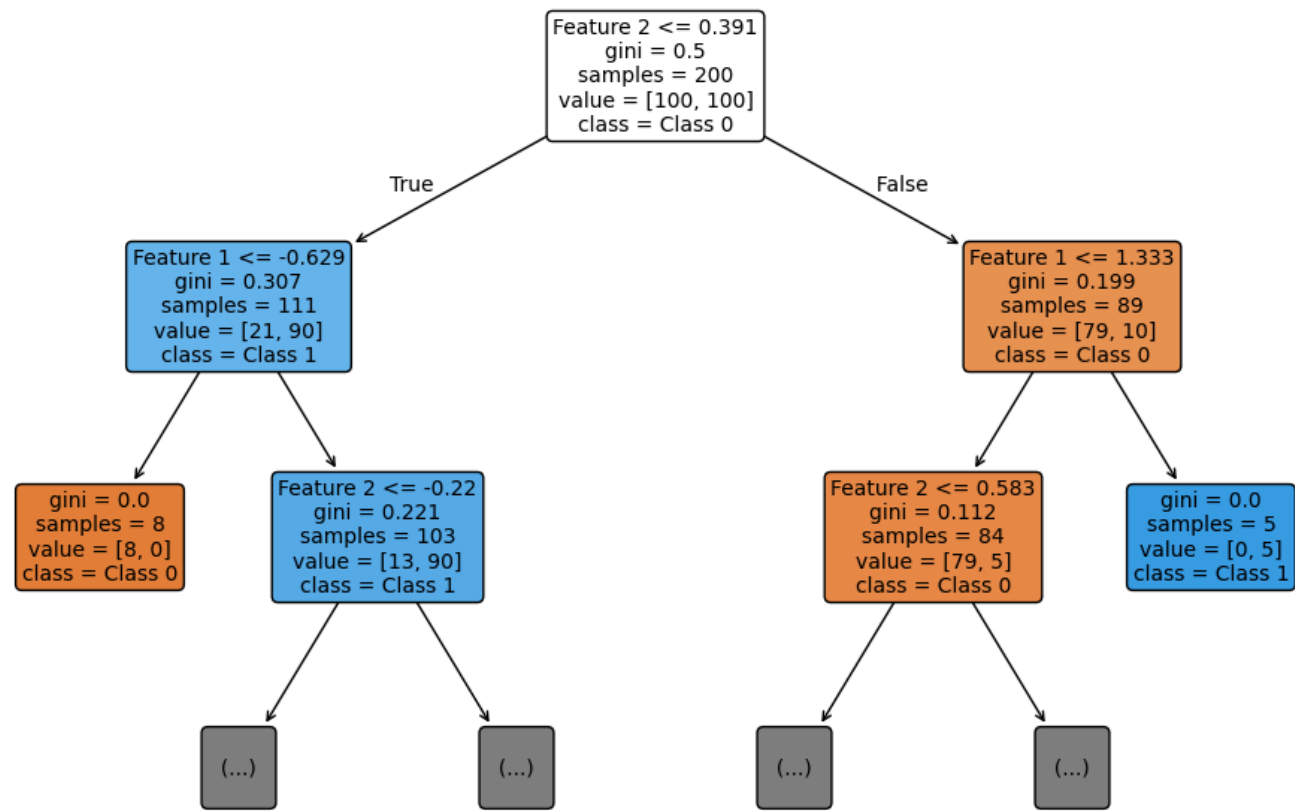 Feature 2 <= 0.391
gini = 0.5
samples = 200
value = [100, 100]
class = Class 0
True
False
Feature 1 <= -0.629
gini = 0.307
samples = 111
value = [21, 90]
class = Class 1
Feature 1 <= 1.333
gini = 0.199
samples = 89
value = [79, 10]
class = Class 0
gini = 0.0
samples = 8
value = [8, 0]
class = Class 0
Feature 2 <= -0.22
gini = 0.221
samples = 103
value = [13, 90]
class = Class 1
Feature 2 <= 0.583
gini = 0.112
samples = 84
value = [79, 5]
class = Class 0
gini = 0.0
samples = 5
value = [0, 5]
class = Class 1
(...)
(...)
(...)
(...)